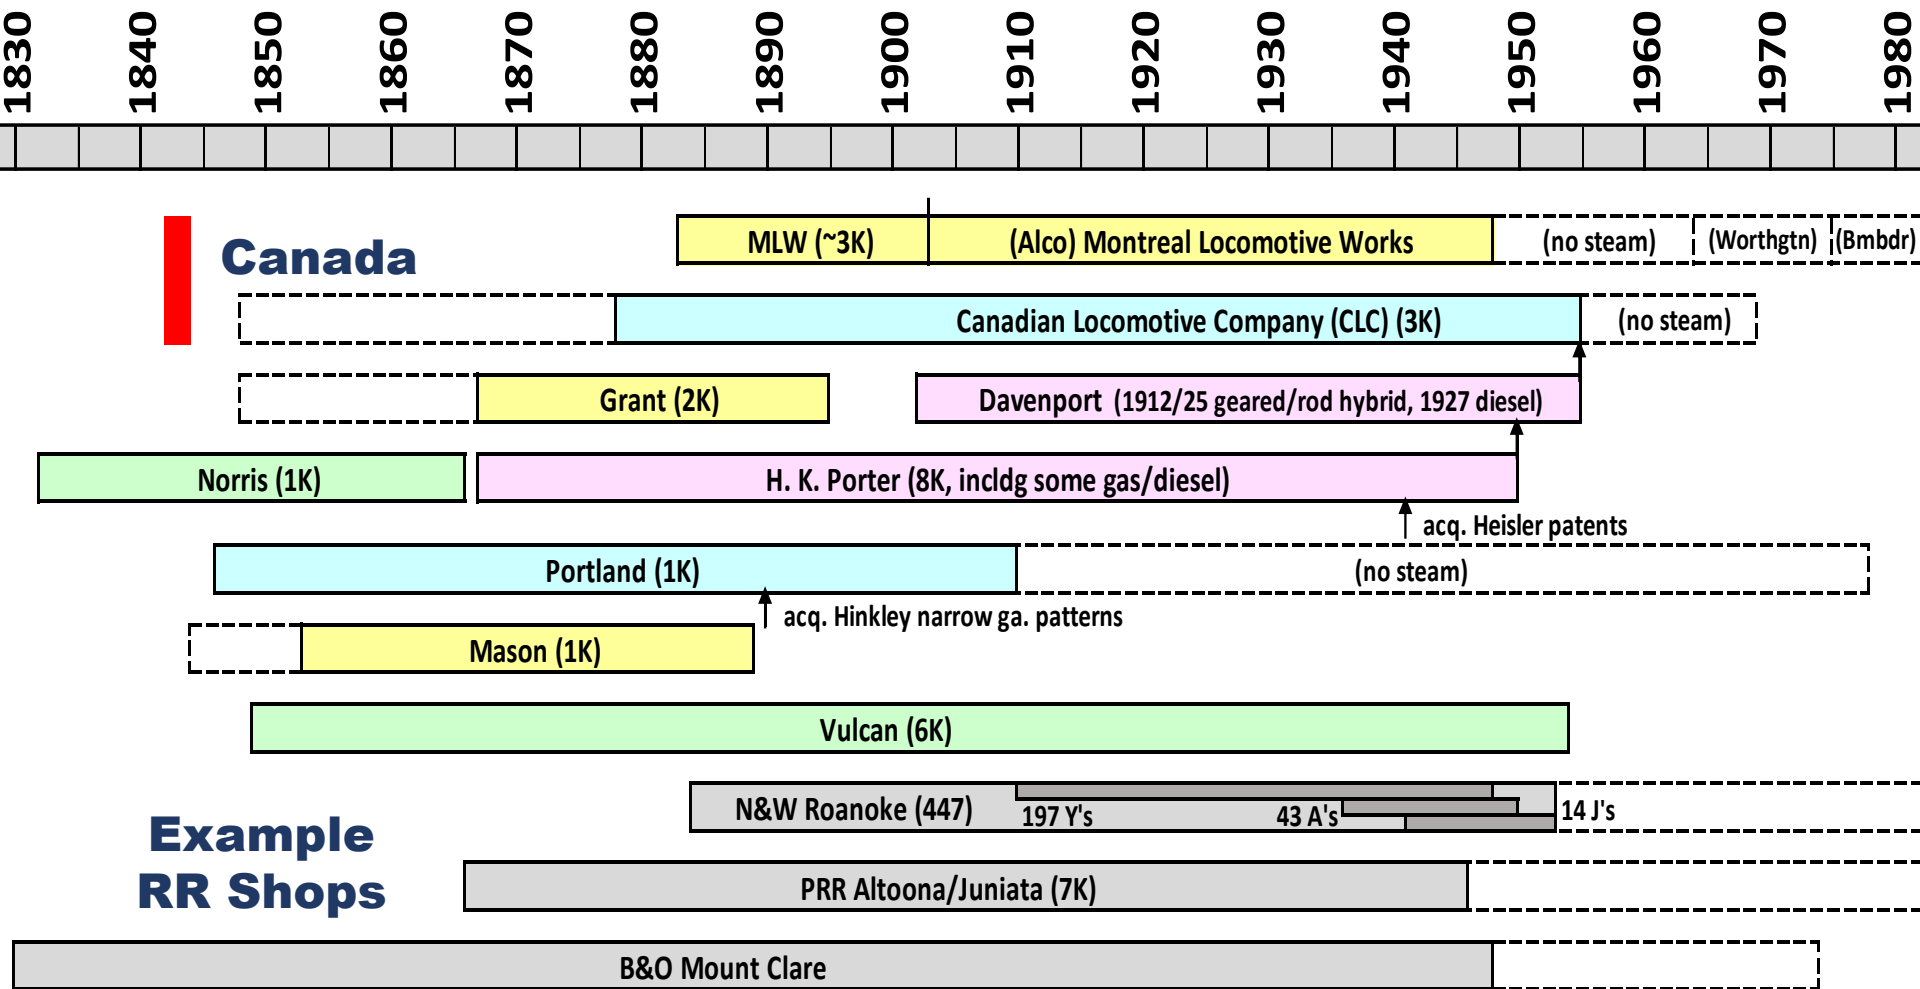 1830 1840 1850 1860 1870 1880 1890 1900 1910 1920 1930 1940 1950 1960 1970 1980
Canada
MLW (~3K)
(Alco) Montreal Locomotive Works
(no steam)
(Worthgtn)
(Bmbdr)
Canadian Locomotive Company (CLC) (3K)
(no steam)
Grant (2K)
Davenport (1912/25 geared/rod hybrid, 1927 diesel)
Norris (1K)
H. K. Porter (8K, incldg some gas/diesel)
acq. Heisler patents
Portland (1K)
(no steam)
acq. Hinkley narrow ga. patterns
Mason (1K)
Vulcan (6K)
Example
RR Shops
N&W Roanoke (447)
197 Y's
43 A's
14 J's
PRR Altoona/Juniata (7K)
B&O Mount Clare